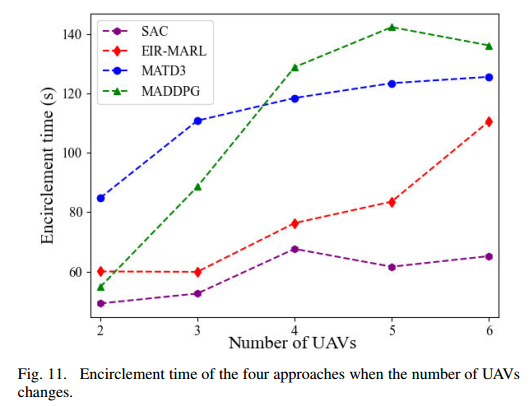 140
120
100
80
60
Encirclement time (s)
SAC
EIR-MARL
MATD3
MADDPG
2 3 4 5 6
Number of UAVs
Fig. 11. Encirclement time of the four approaches when the number of UAVs
changes.